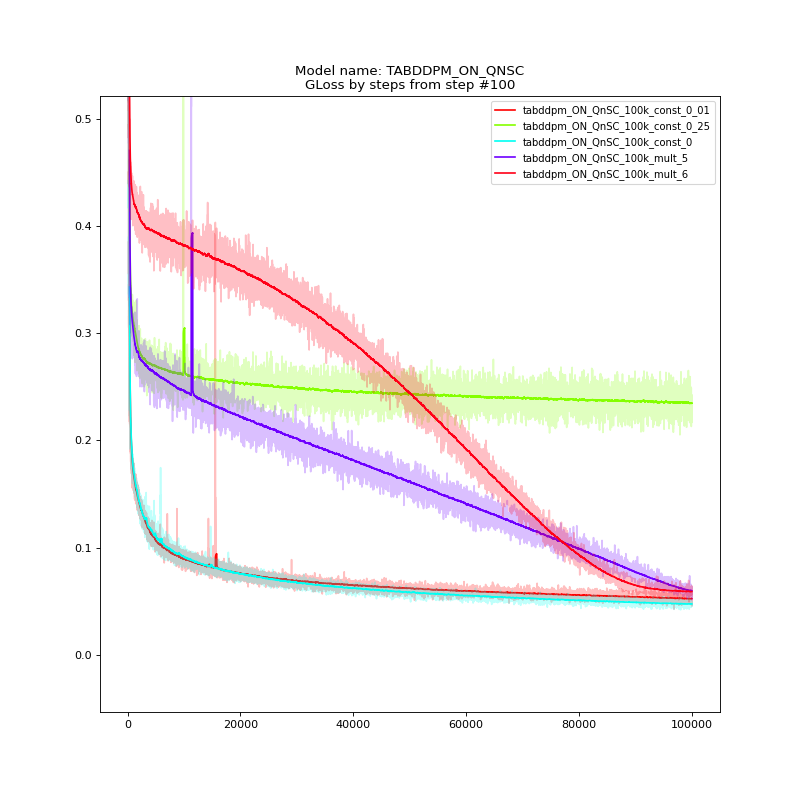 Model name: TABDDPM_ON_QNSC
GLoss by steps from step #100
tabddpm_ON_QnSC_100k_const_0_01
tabddpm_ON_QnSC_100k_const_0_25
tabddpm_ON_QnSC_100k_const_0
tabddpm_ON_QnSC_100k_mult_5
tabddpm_ON_QnSC_100k_mult_6
0.5
0.4
0.3
0.2
0.1
0.0
0 20000 40000 60000 80000 100000